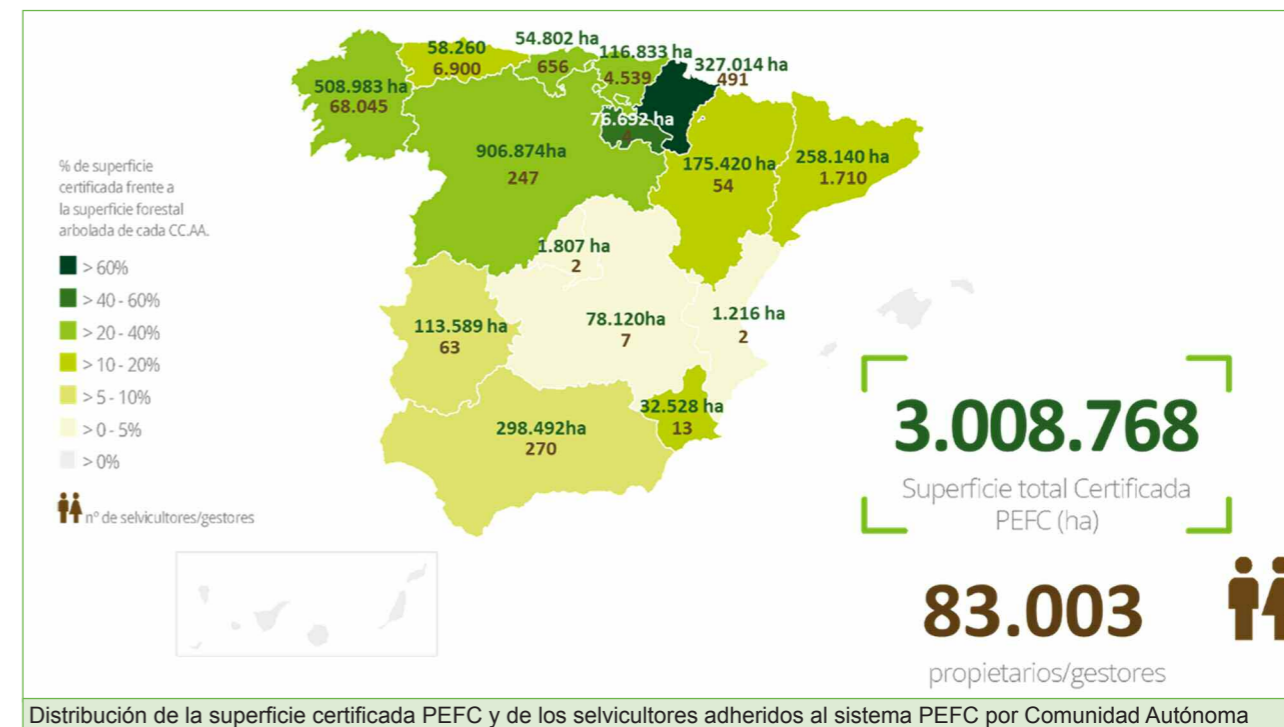 54.802 ha
58.260
116.833 ha
6.900
656
4.539
327.014 ha
491
508.983 ha
68.045
76.692 ha
4
906.874ha
247
175.420 ha
54
258.140 ha
1.710
% de superficie
certificada frente a
la superficie forestal
arbolada de cada CC.AA.
> 60%
> 40 - 60%
> 20 - 40%
> 10 - 20%
> 5 - 10%
> 0 - 5%
> 0%
nº de selvicultores/gestores
1.807 ha
2
113.589 ha
63
78.120ha
7
1.216 ha
2
32.528 ha
13
298.492ha
270
3.008.768
Superficie total Certificada
PEFC (ha)
83.003
propietarios/gestores
Distribución de la superficie certificada PEFC y de los selvicultores adheridos al sistema PEFC por Comunidad Autónoma